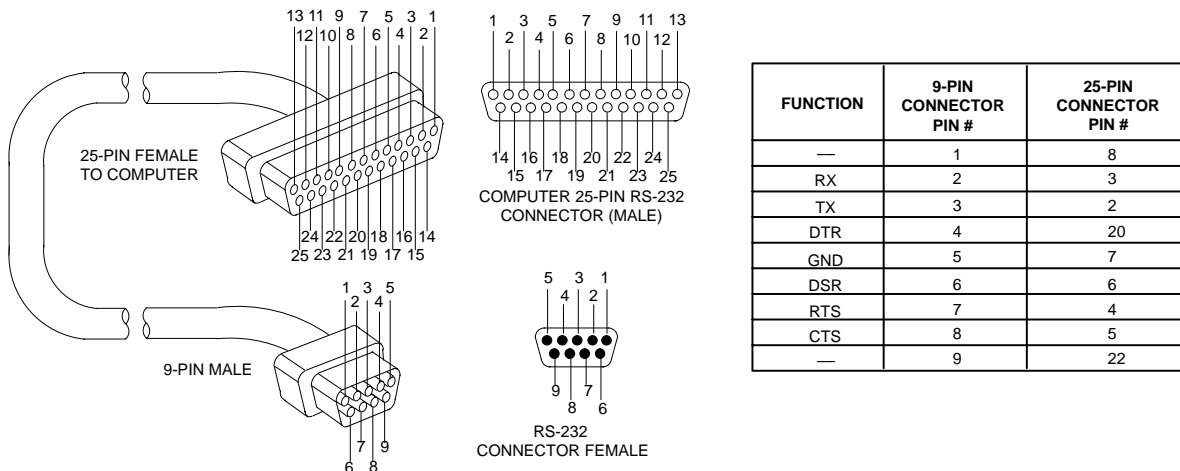 13 11 9 7 5 3 1
12 10 8 6 4 2
25-PIN FEMALE
TO COMPUTER
24 22 20 18 16 14
25 23 21 19 17 15
1 2 3 4 5
9-PIN MALE
6 7 8 9
1 3 5 7 9 11 13
2 4 6 8 10 12
14 16 18 20 22 24
15 17 19 21 23 25
COMPUTER 25-PIN RS-232
CONNECTOR (MALE)
5 3 1
4 2
9 7
8 6
RS-232
CONNECTOR FEMALE
FUNCTION 9-PIN CONNECTOR PIN # 25-PIN CONNECTOR PIN #
— 1 8
RX 2 3
TX 3 2
DTR 4 20
GND 5 7
DSR 6 6
RTS 7 4
CTS 8 5
— 9 22